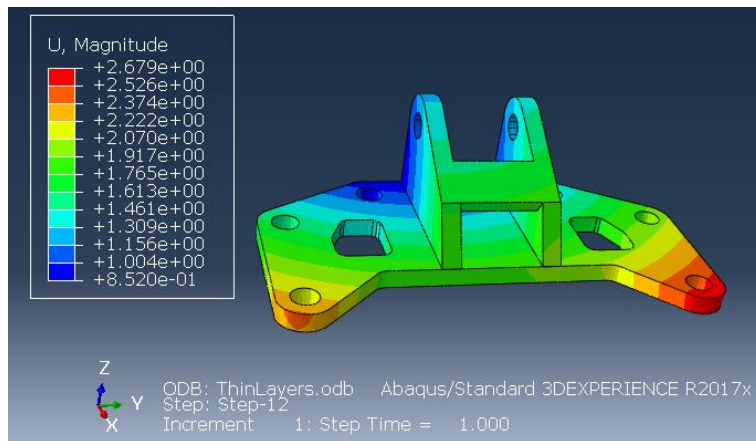 U, Magnitude
+2.679e+00
+2.526e+00
+2.374e+00
+2.222e+00
+2.070e+00
+1.917e+00
+1.765e+00
+1.613e+00
+1.461e+00
+1.309e+00
+1.156e+00
+1.004e+00
+8.520e-01
Z
Y
X
ODB: ThinLayers.odb Abaqus/Standard 3DEXPERIENCE R2017x
Step: Step-12
Increment 1: Step Time = 1.000